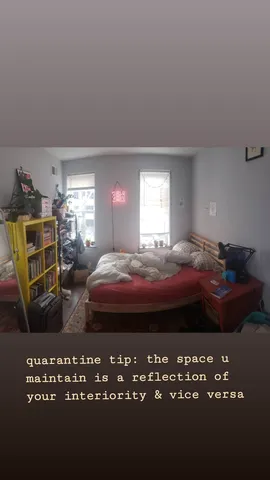 quarantine tip: the space u
maintain is a reflection of
your interiority & vice versa